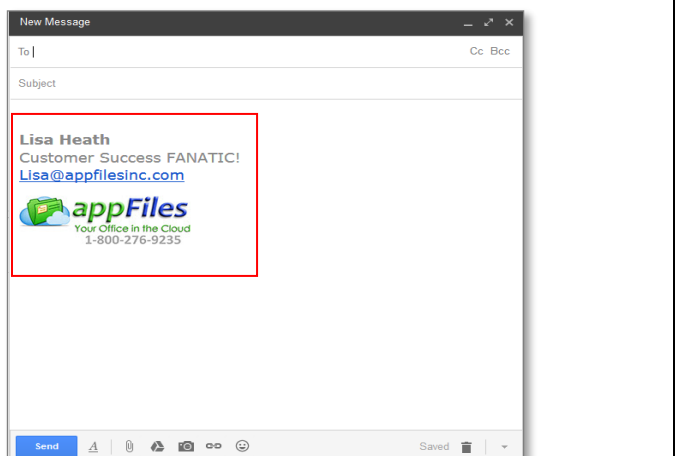 New Message
To
Cc Bcc
Subject
Lisa Heath
Customer Success FANATIC!
Lisa@appfilesinc.com
appFiles
Your Office in the Cloud
1-800-276-9235
Send A Saved